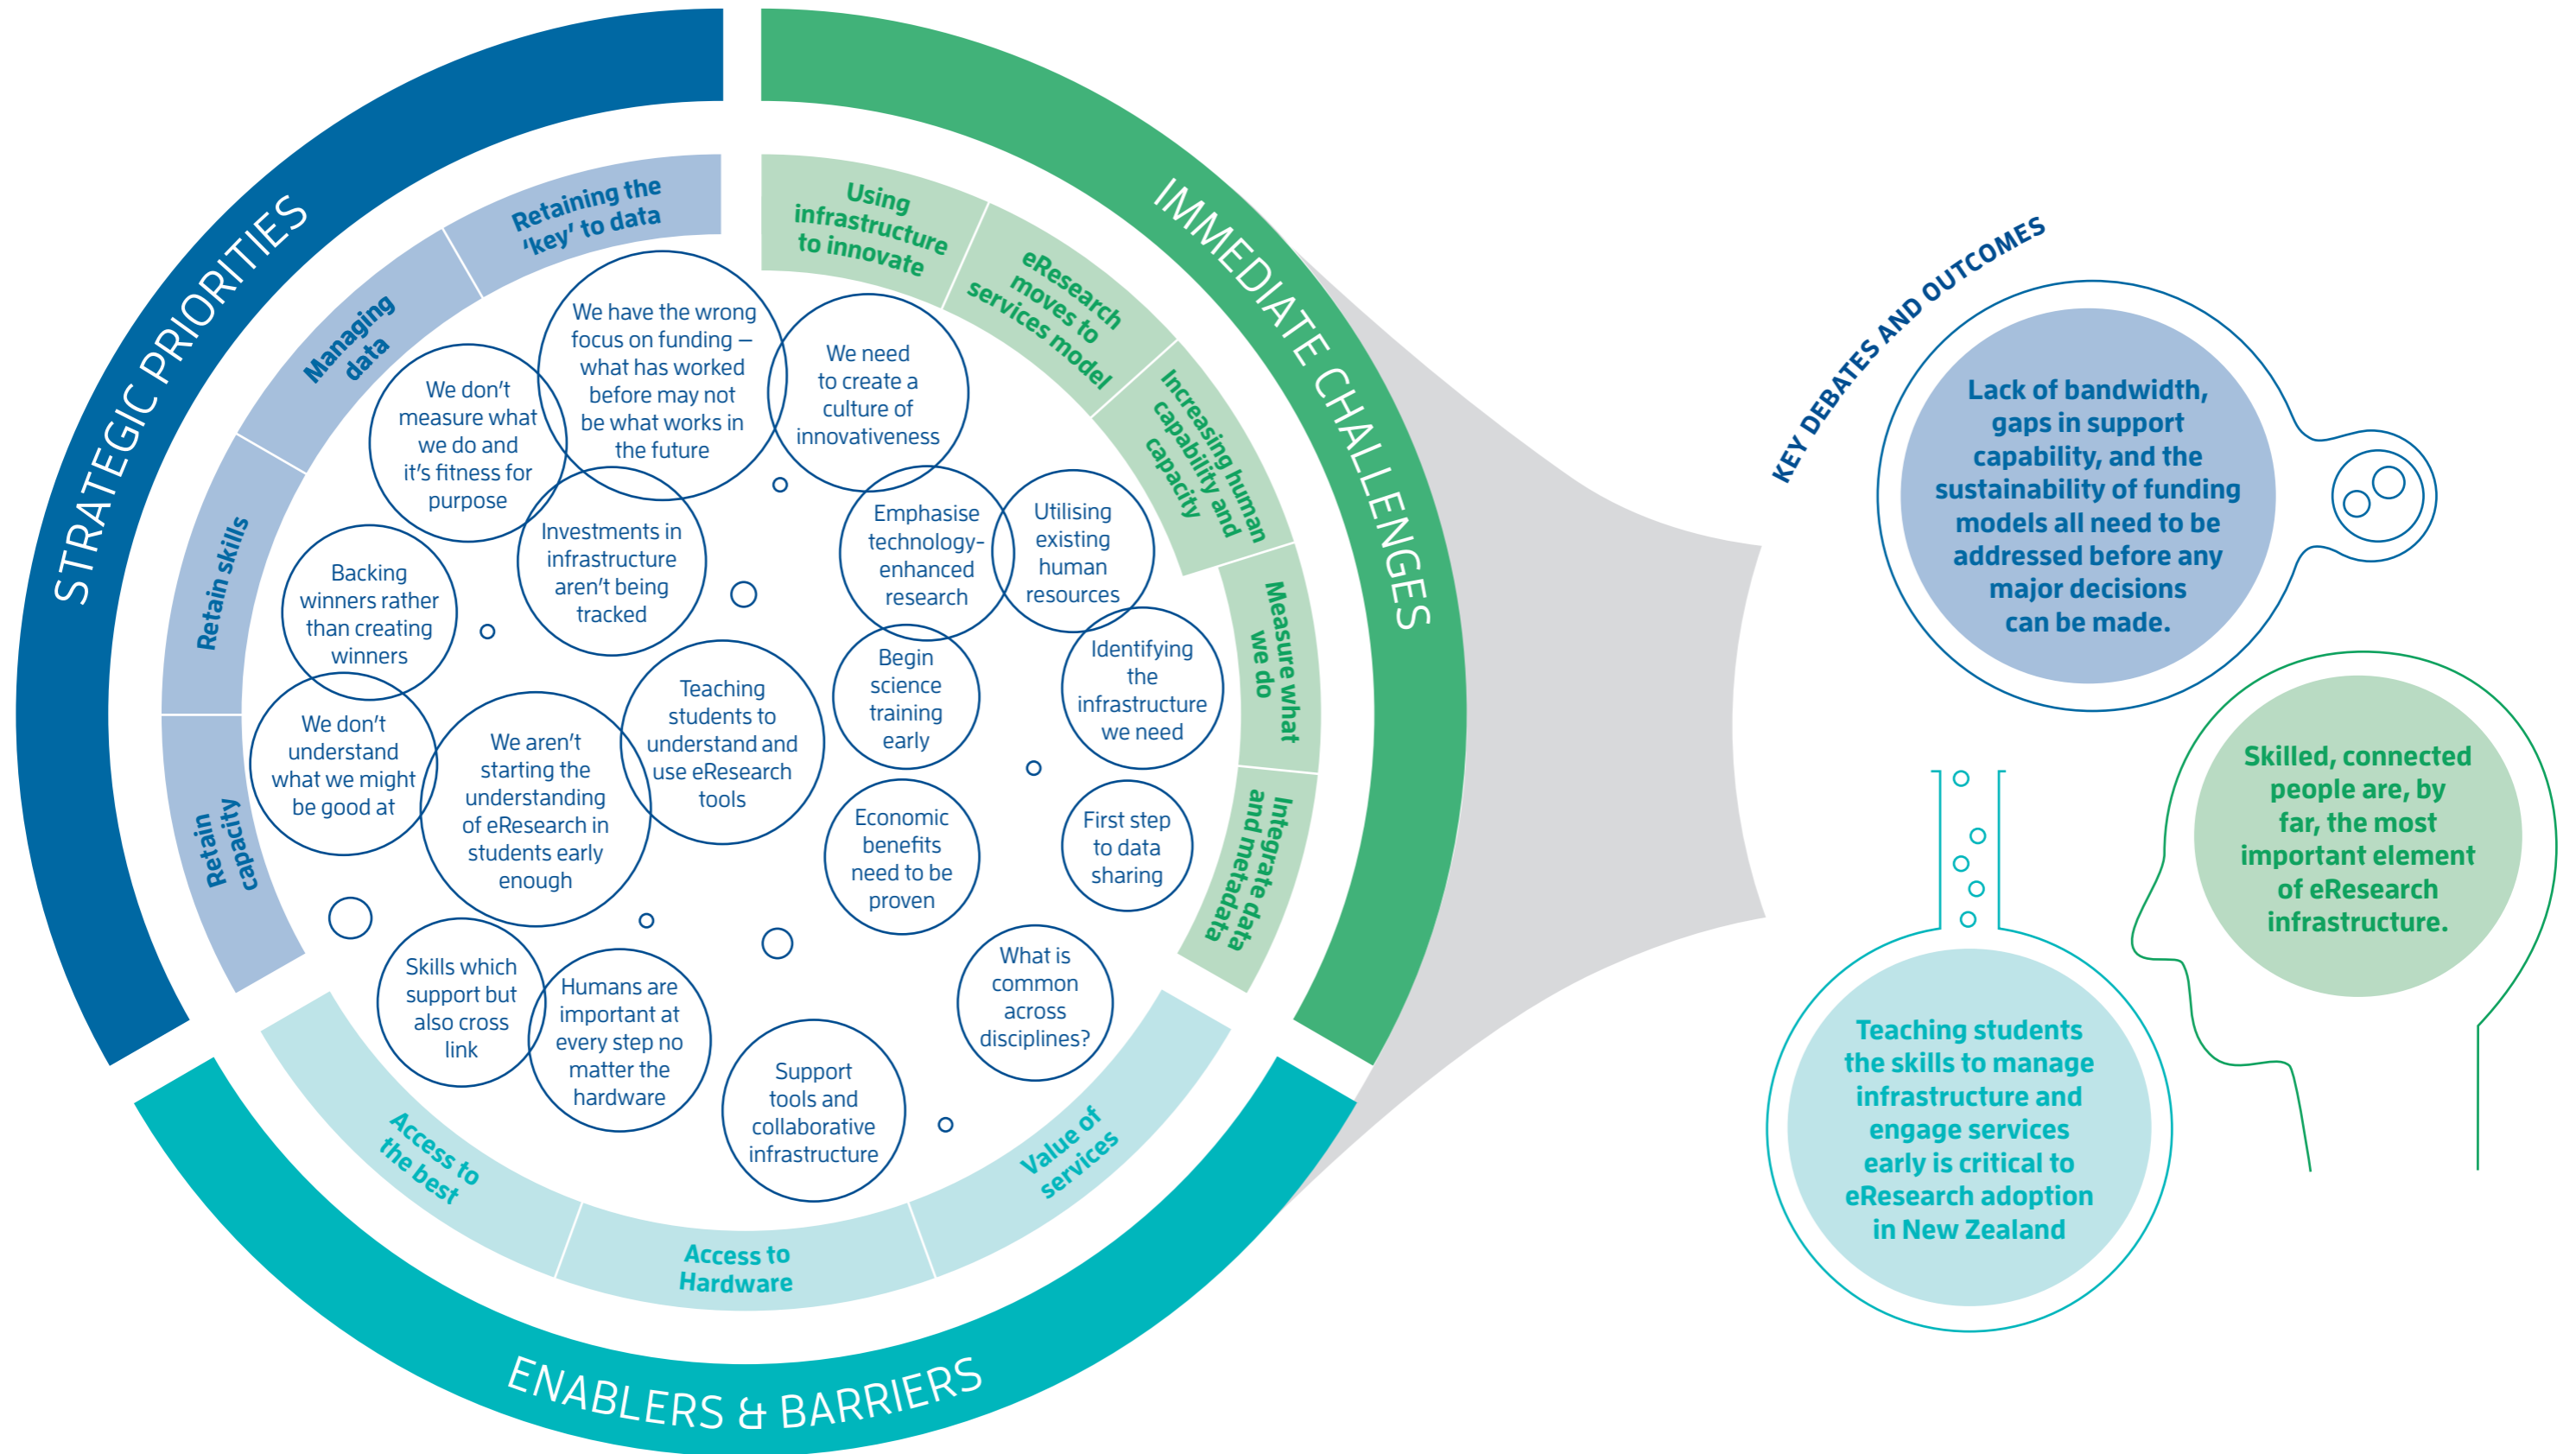 STRATEGIC PRIORITIES
Retaining the
‘key’ to data
Managing
data
Retain skills
Retain
capacity
IMMEDIATE CHALLENGES
Using
infrastructure
to innovate
eResearch
moves to
services model
Increasing human
capability and
capacity
Measure what
we do
Integrate data
and metadata
ENABLERS & BARRIERS
Access to
the best
Access to
Hardware
Value of
services
We have the wrong
focus on funding –
what has worked
before may not
be what works in
the future
We need
to create a
culture of
innovativeness
We don’t
measure what
we do and
it’s fitness for
purpose
Investments in
infrastructure
aren’t being
tracked
Emphasise
technology-
enhanced
research
Utilising
existing
human
resources
Backing
winners rather
than creating
winners
Begin
science
training
early
Identifying
the
infrastructure
we need
We don’t
understand
what we might
be good at
We aren’t
starting the
understanding
of eResearch in
students early
enough
Teaching
students to
understand and
use eResearch
tools
Economic
benefits
need to be
proven
First step
to data
sharing
Skills which
support but
also cross
link
Humans are
important at
every step no
matter the
hardware
Support
tools and
collaborative
infrastructure
What is
common
across
disciplines?
KEY DEBATES AND OUTCOMES
Lack of bandwidth,
gaps in support
capability, and the
sustainability of funding
models all need to be
addressed before any
major decisions
can be made.
Skilled, connected
people are, by
far, the most
important element
of eResearch
infrastructure.
Teaching students
the skills to manage
infrastructure and
engage services
early is critical to
eResearch adoption
in New Zealand